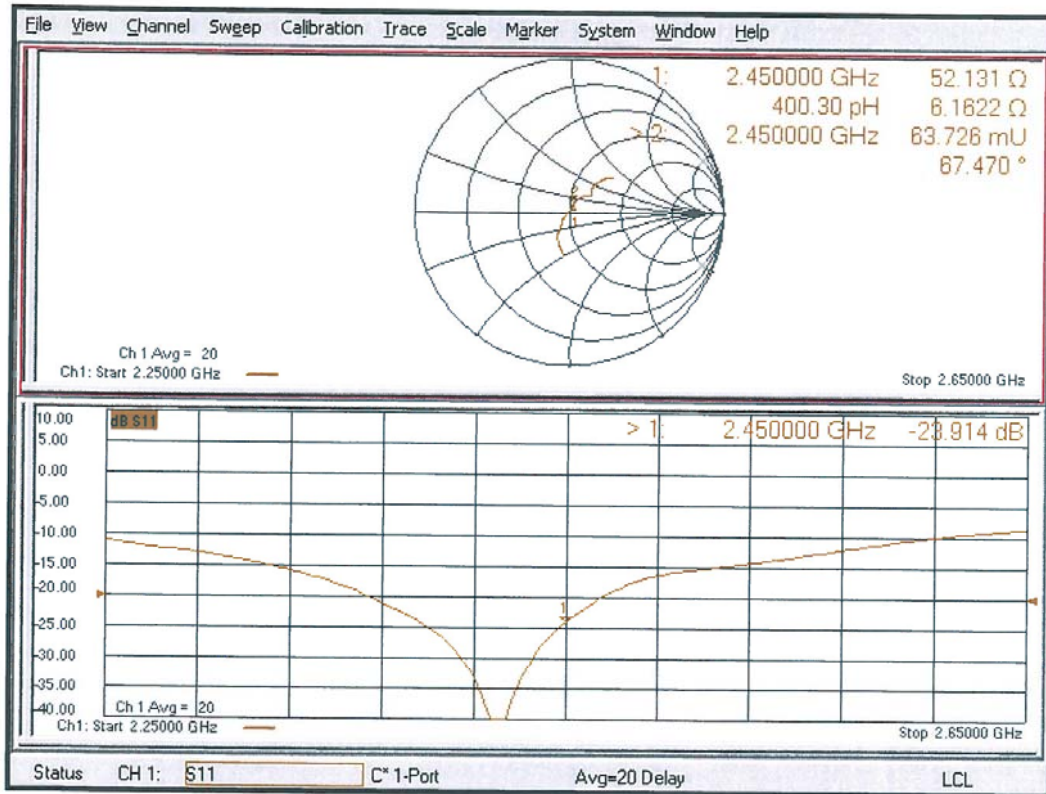 File View Channel Sweep Calibration Trace Scale Marker System Window Help
1: 2.450000 GHz 52.131 Ω
400.30 pH 6.1622 Ω
> 2: 2.450000 GHz 63.726 mU
67.470 °
Ch 1 Avg = 20
Ch1: Start 2.25000 GHz
Stop 2.65000 GHz
10.00 dB S11 > 1: 2.450000 GHz -23.914 dB
5.00
0.00
-5.00
-10.00
-15.00
-20.00
1
-25.00
-30.00
-35.00
-40.00
Ch 1 Avg = 20
Ch1: Start 2.25000 GHz
Stop 2.65000 GHz
Status CH 1: S11 C* 1-Port Avg=20 Delay LCL